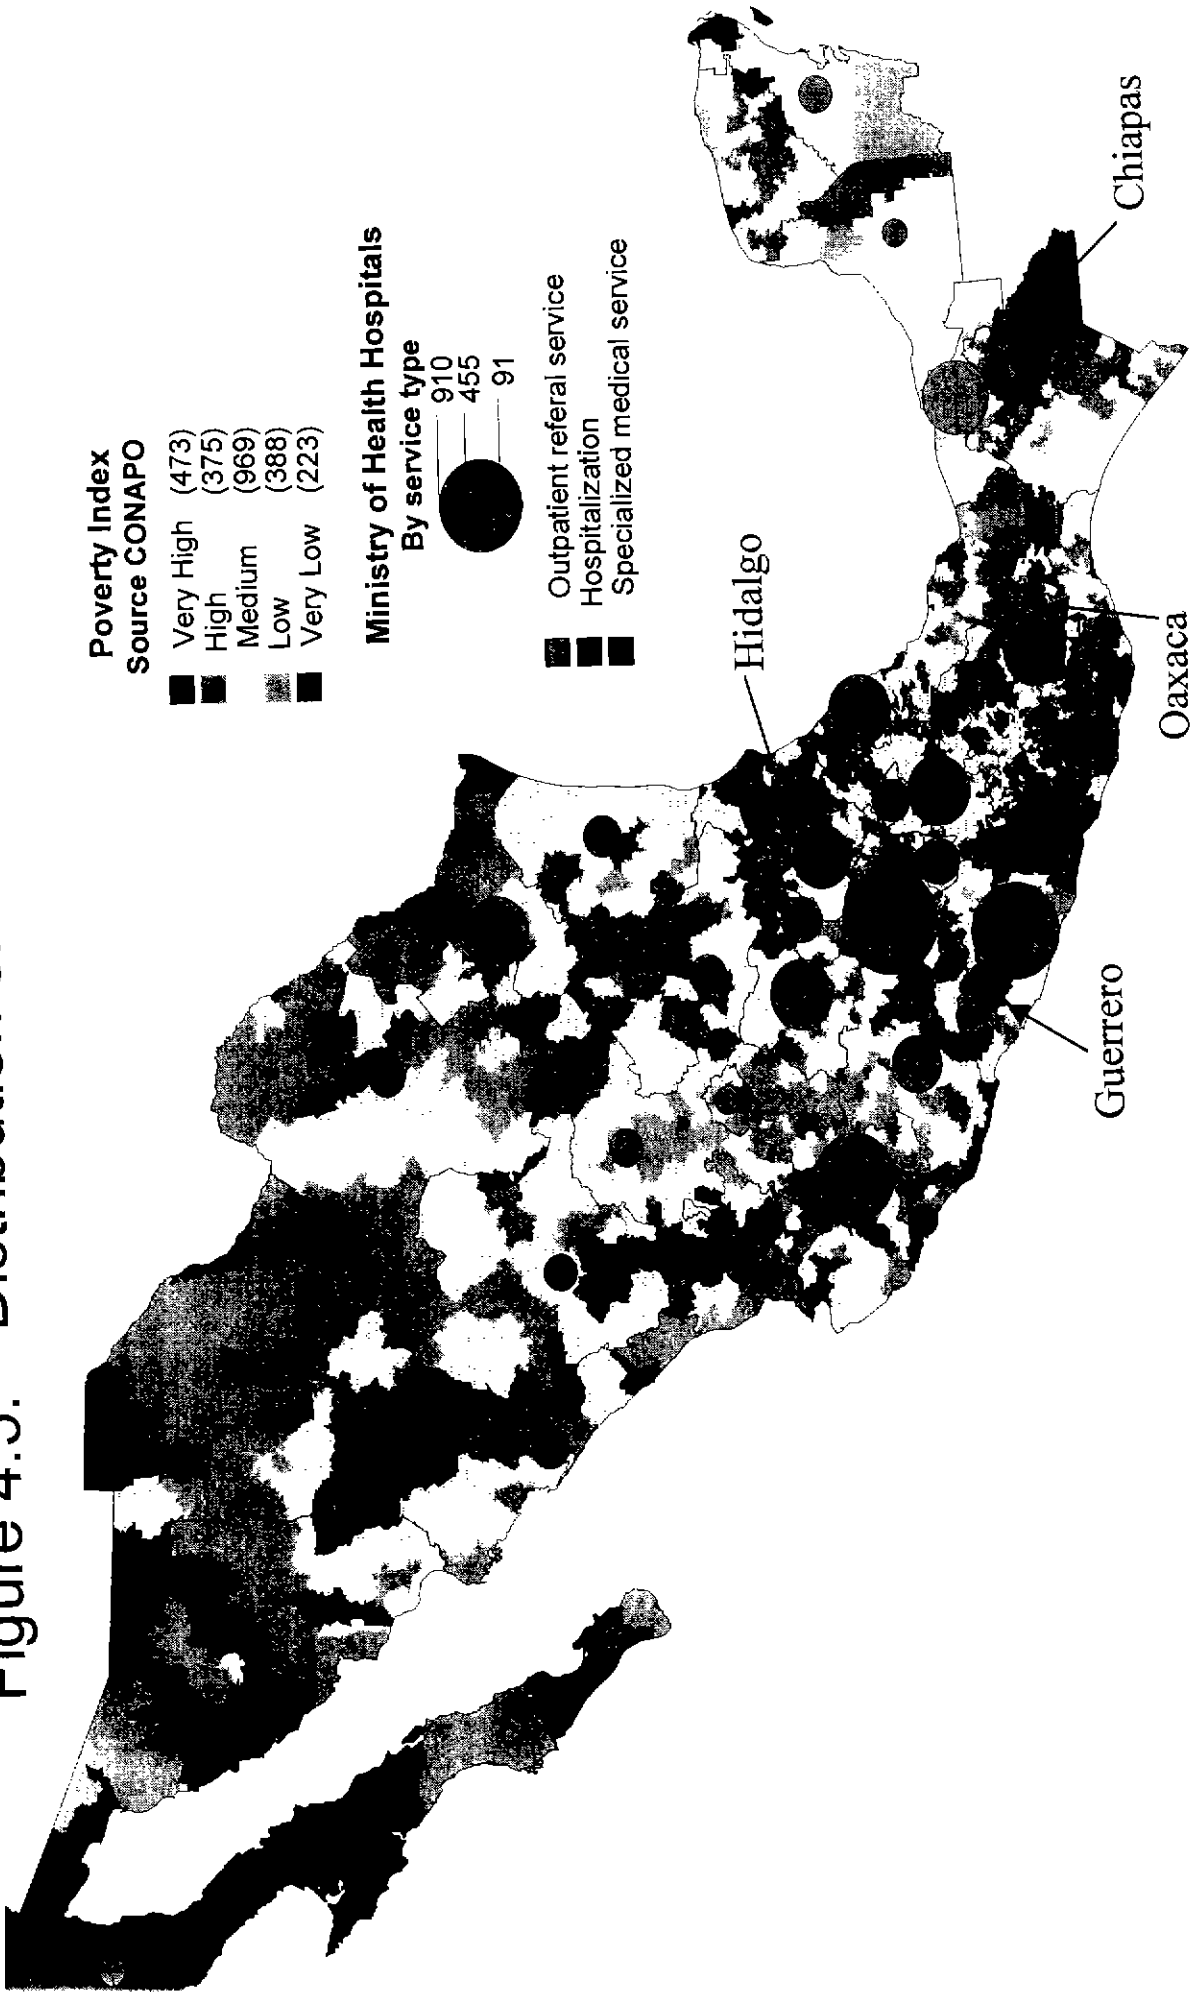 Figure 4.3:
Poverty Index
Source CONAPO
Very High (473)
High (375)
Medium (969)
Low (388)
Very Low (223)
Ministry of Health Hospitals
By service type
910
455
91
Outpatient referal service
Hospitalization
Specialized medical service
Hidalgo
Guerrero
Oaxaca
Chiapas